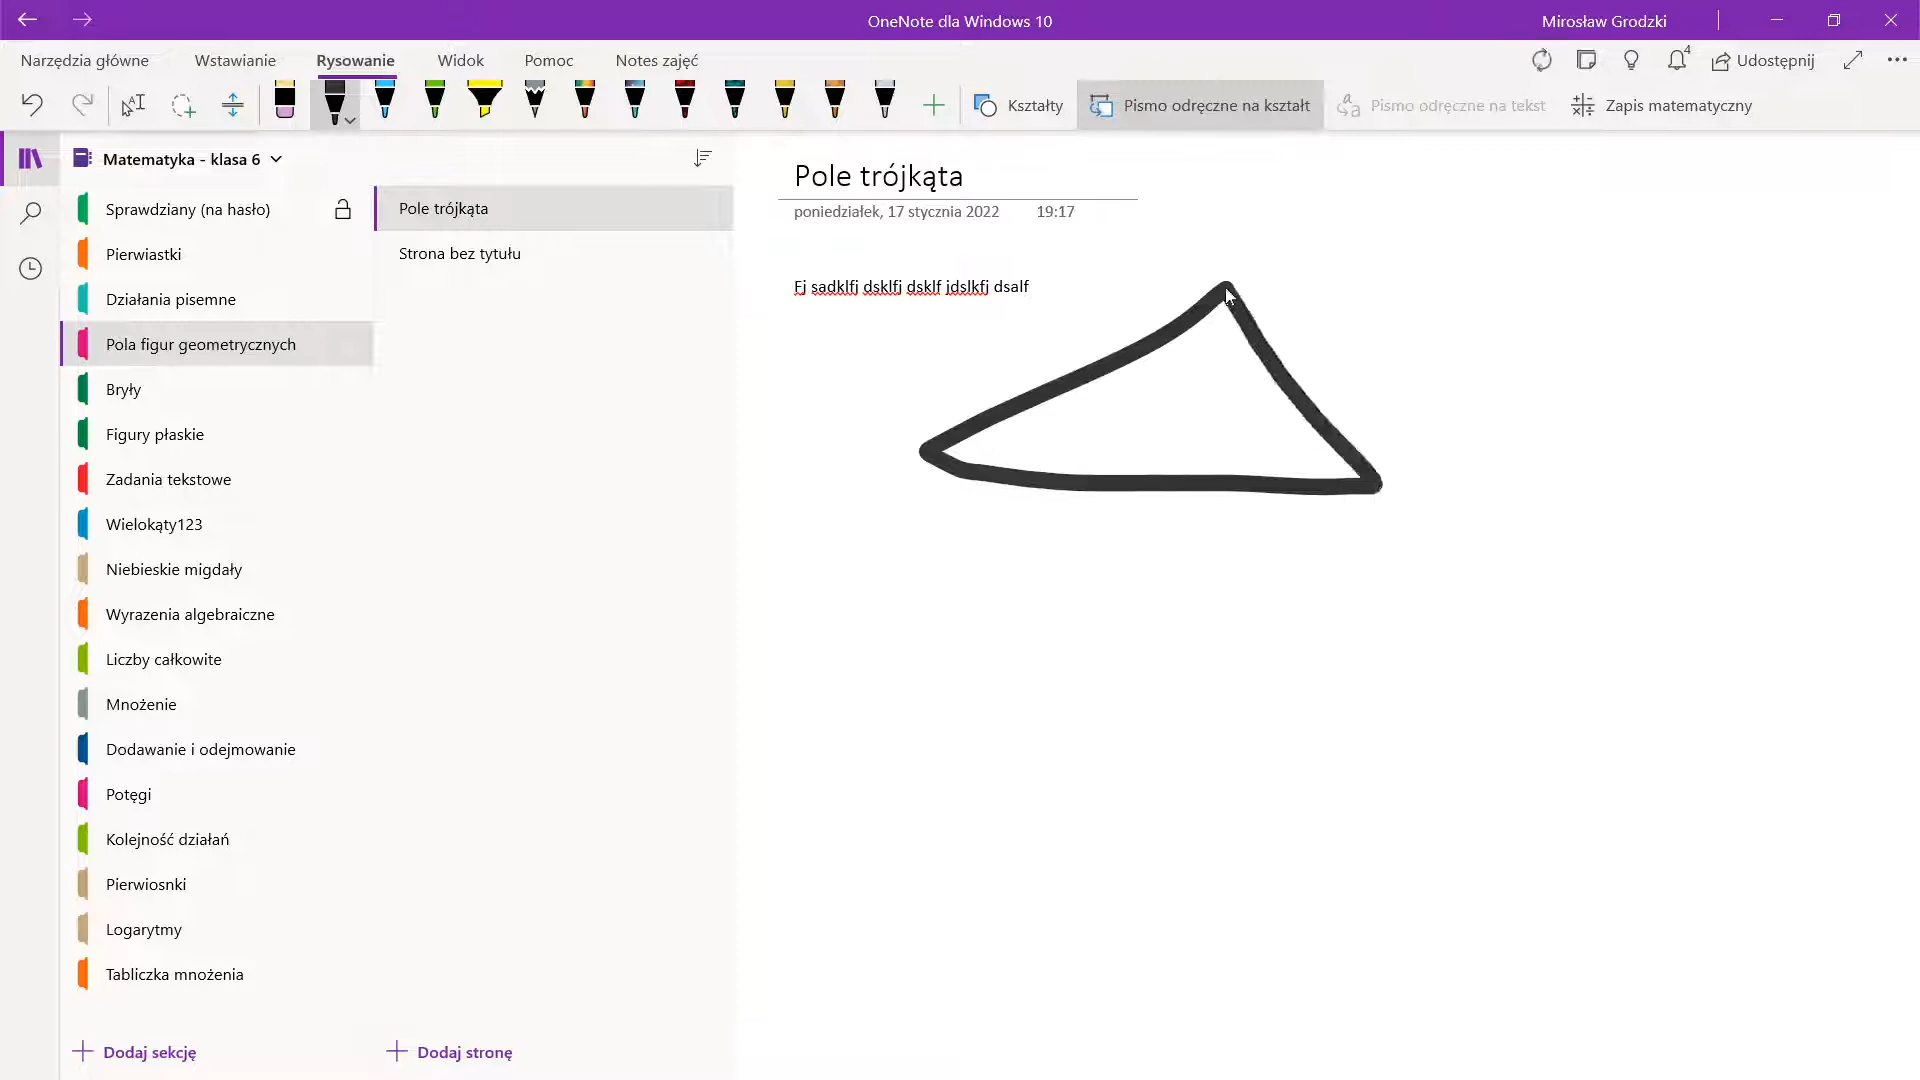 OneNote dla Windows 10
Mirosław Grodzki
Narzędzia główne
Wstawianie
Rysowanie
Widok
Pomoc
Notes zajęć
4
Udostępnij
Kształty
Pismo odręczne na kształt
Pismo odręczne na tekst
Zapis matematyczny
Matematyka - klasa 6
Sprawdziany (na hasło)
Pierwiastki
Działania pisemne
Pola figur geometrycznych
Bryły
Figury płaskie
Zadania tekstowe
Wielokąty123
Niebieskie migdały
Wyrazenia algebraiczne
Liczby całkowite
Mnożenie
Dodawanie i odejmowanie
Potęgi
Kolejność działań
Pierwiosnki
Logarytmy
Tabliczka mnożenia
Dodaj sekcję
Pole trójkąta
Strona bez tytułu
Dodaj stronę
Pole trójkąta
poniedziałek, 17 stycznia 2022 19:17
Fj sadklfj dsklfj dsklf jdslkfj dsalf